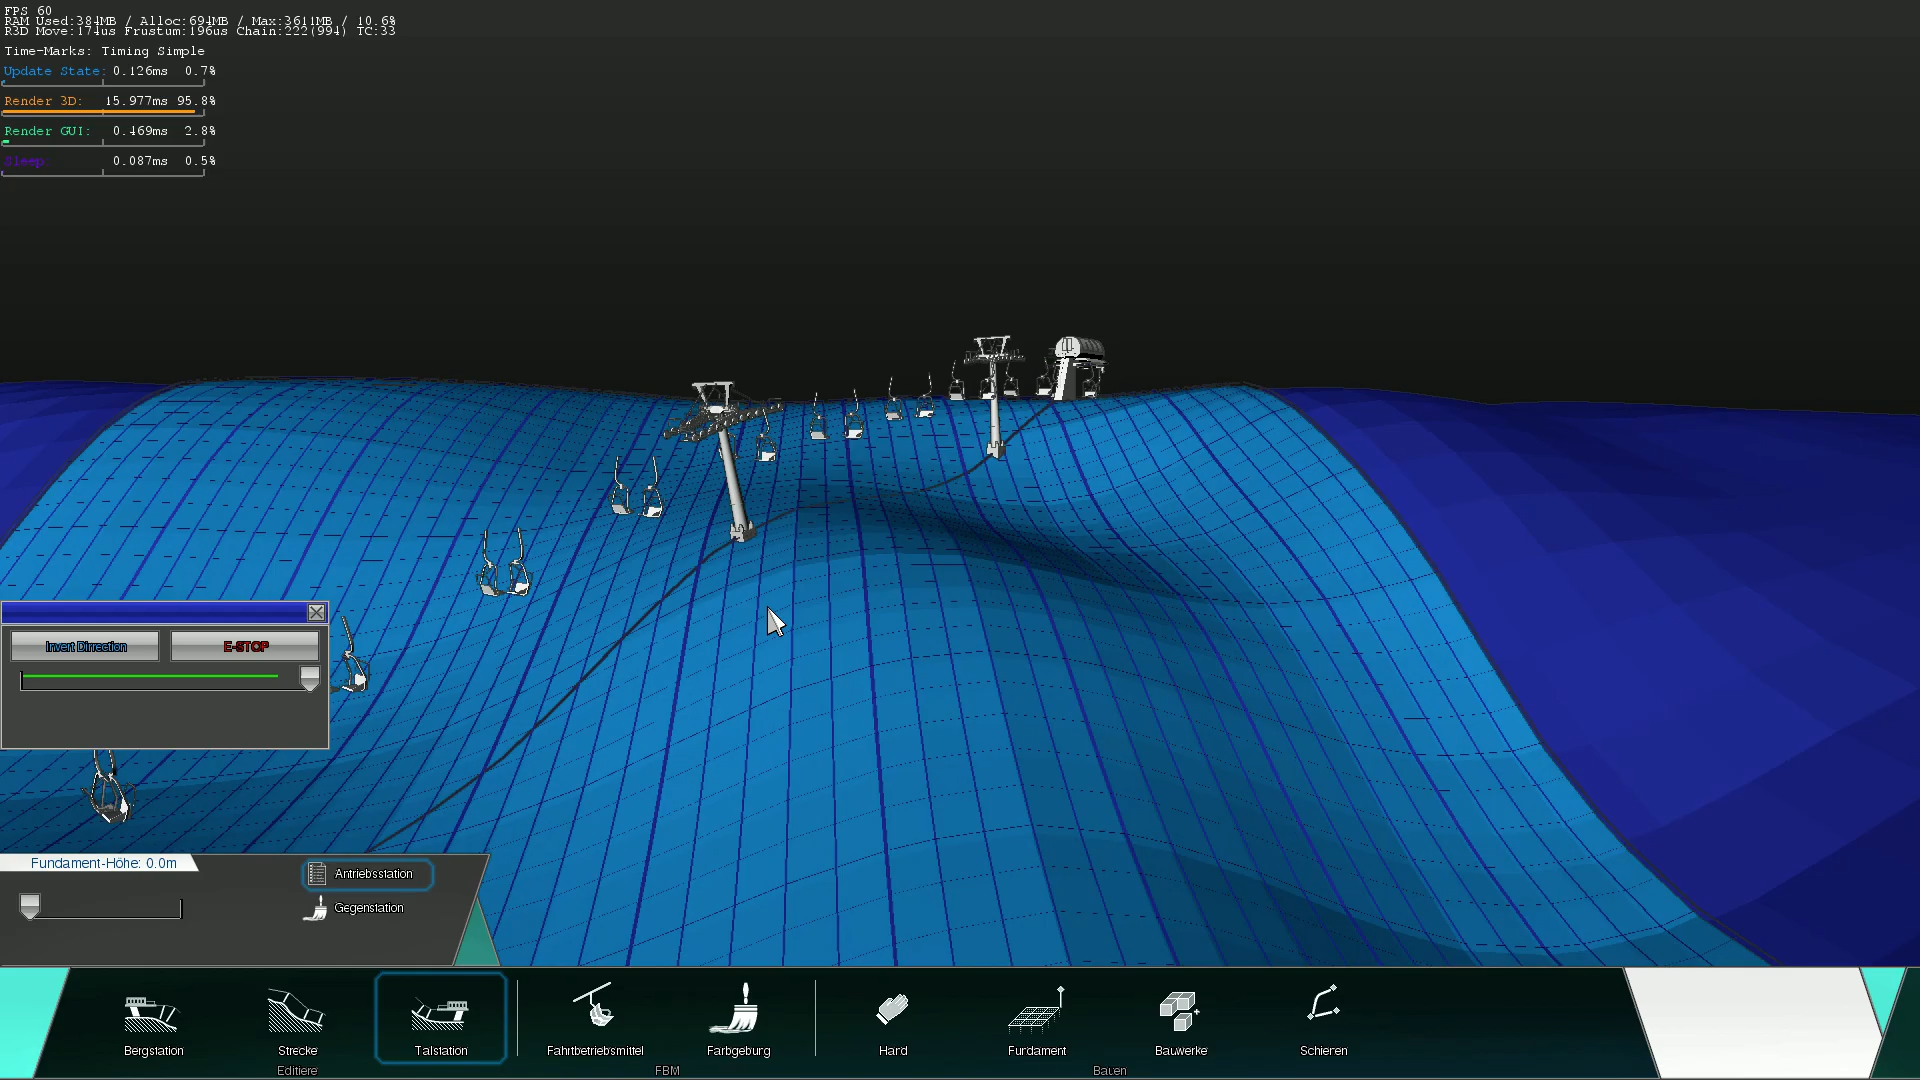 FPS 60
RAM Used:384MB / Alloc:694MB / Max:3611MB / 10.6%
R3D Move:174us Frustum:196us Chain:222(994) TC:33
Time-Marks: Timing Simple
Update State: 0.126ms 0.7%
Render 3D: 15.977ms 95.8%
Render GUI: 0.469ms 2.8%
Sleep: 0.087ms 0.5%
Invert Direction
E-STOP
Fundament-Höhe: 0.0m
Antriebsstation
Gegenstation
Bergstation
Strecke
Talstation
Fahrtbetriebsmittel
Farbgebung
Hand
Fundament
Bauwerke
Schienen
Editiere
FBM
Bauen